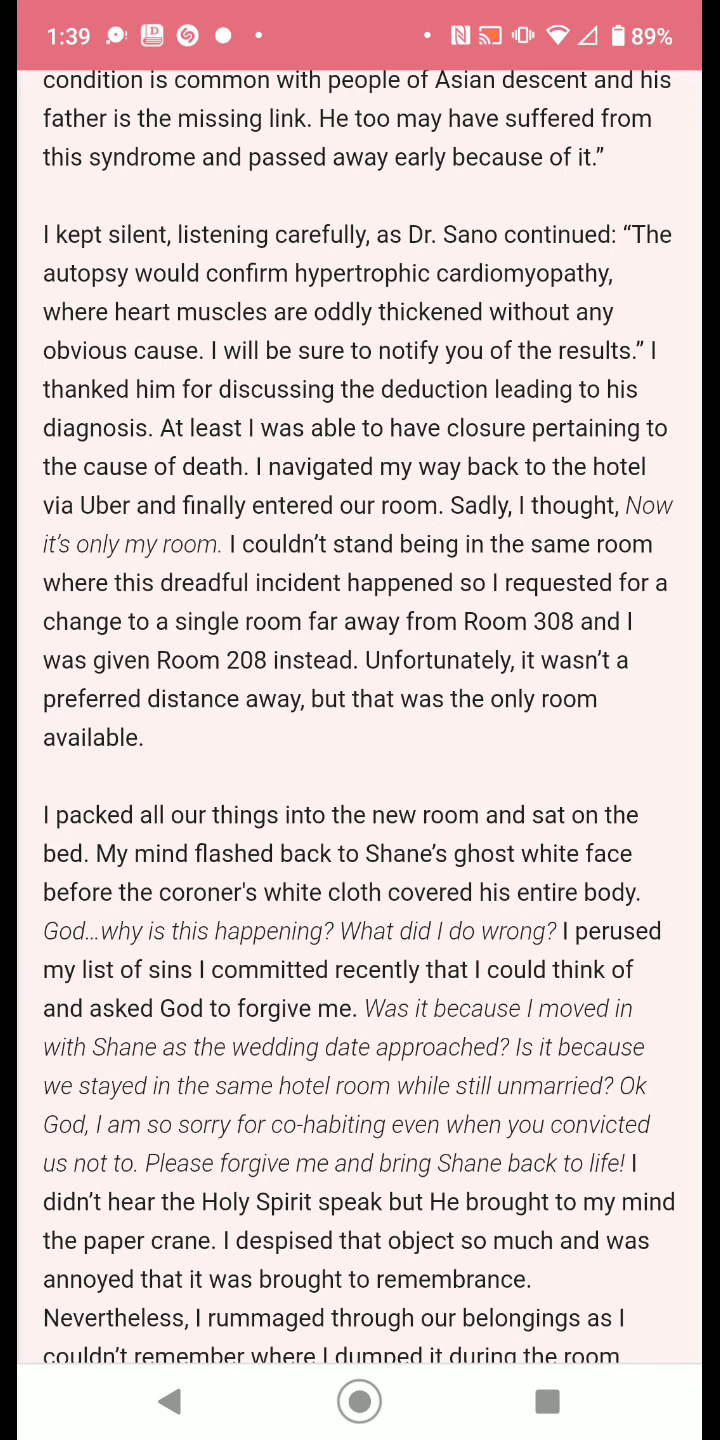 1:39
89%
condition is common with people of Asian descent and his
father is the missing link. He too may have suffered from
this syndrome and passed away early because of it.”
I kept silent, listening carefully, as Dr. Sano continued: “The
autopsy would confirm hypertrophic cardiomyopathy,
where heart muscles are oddly thickened without any
obvious cause. I will be sure to notify you of the results.” I
thanked him for discussing the deduction leading to his
diagnosis. At least I was able to have closure pertaining to
the cause of death. I navigated my way back to the hotel
via Uber and finally entered our room. Sadly, I thought, Now
it’s only my room. I couldn’t stand being in the same room
where this dreadful incident happened so I requested for a
change to a single room far away from Room 308 and I
was given Room 208 instead. Unfortunately, it wasn’t a
preferred distance away, but that was the only room
available.
I packed all our things into the new room and sat on the
bed. My mind flashed back to Shane’s ghost white face
before the coroner's white cloth covered his entire body.
God…why is this happening? What did I do wrong? I perused
my list of sins I committed recently that I could think of
and asked God to forgive me. Was it because I moved in
with Shane as the wedding date approached? Is it because
we stayed in the same hotel room while still unmarried? Ok
God, I am so sorry for co-habiting even when you convicted
us not to. Please forgive me and bring Shane back to life! I
didn’t hear the Holy Spirit speak but He brought to my mind
the paper crane. I despised that object so much and was
annoyed that it was brought to remembrance.
Nevertheless, I rummaged through our belongings as I
couldn’t remember where I dumped it during the room